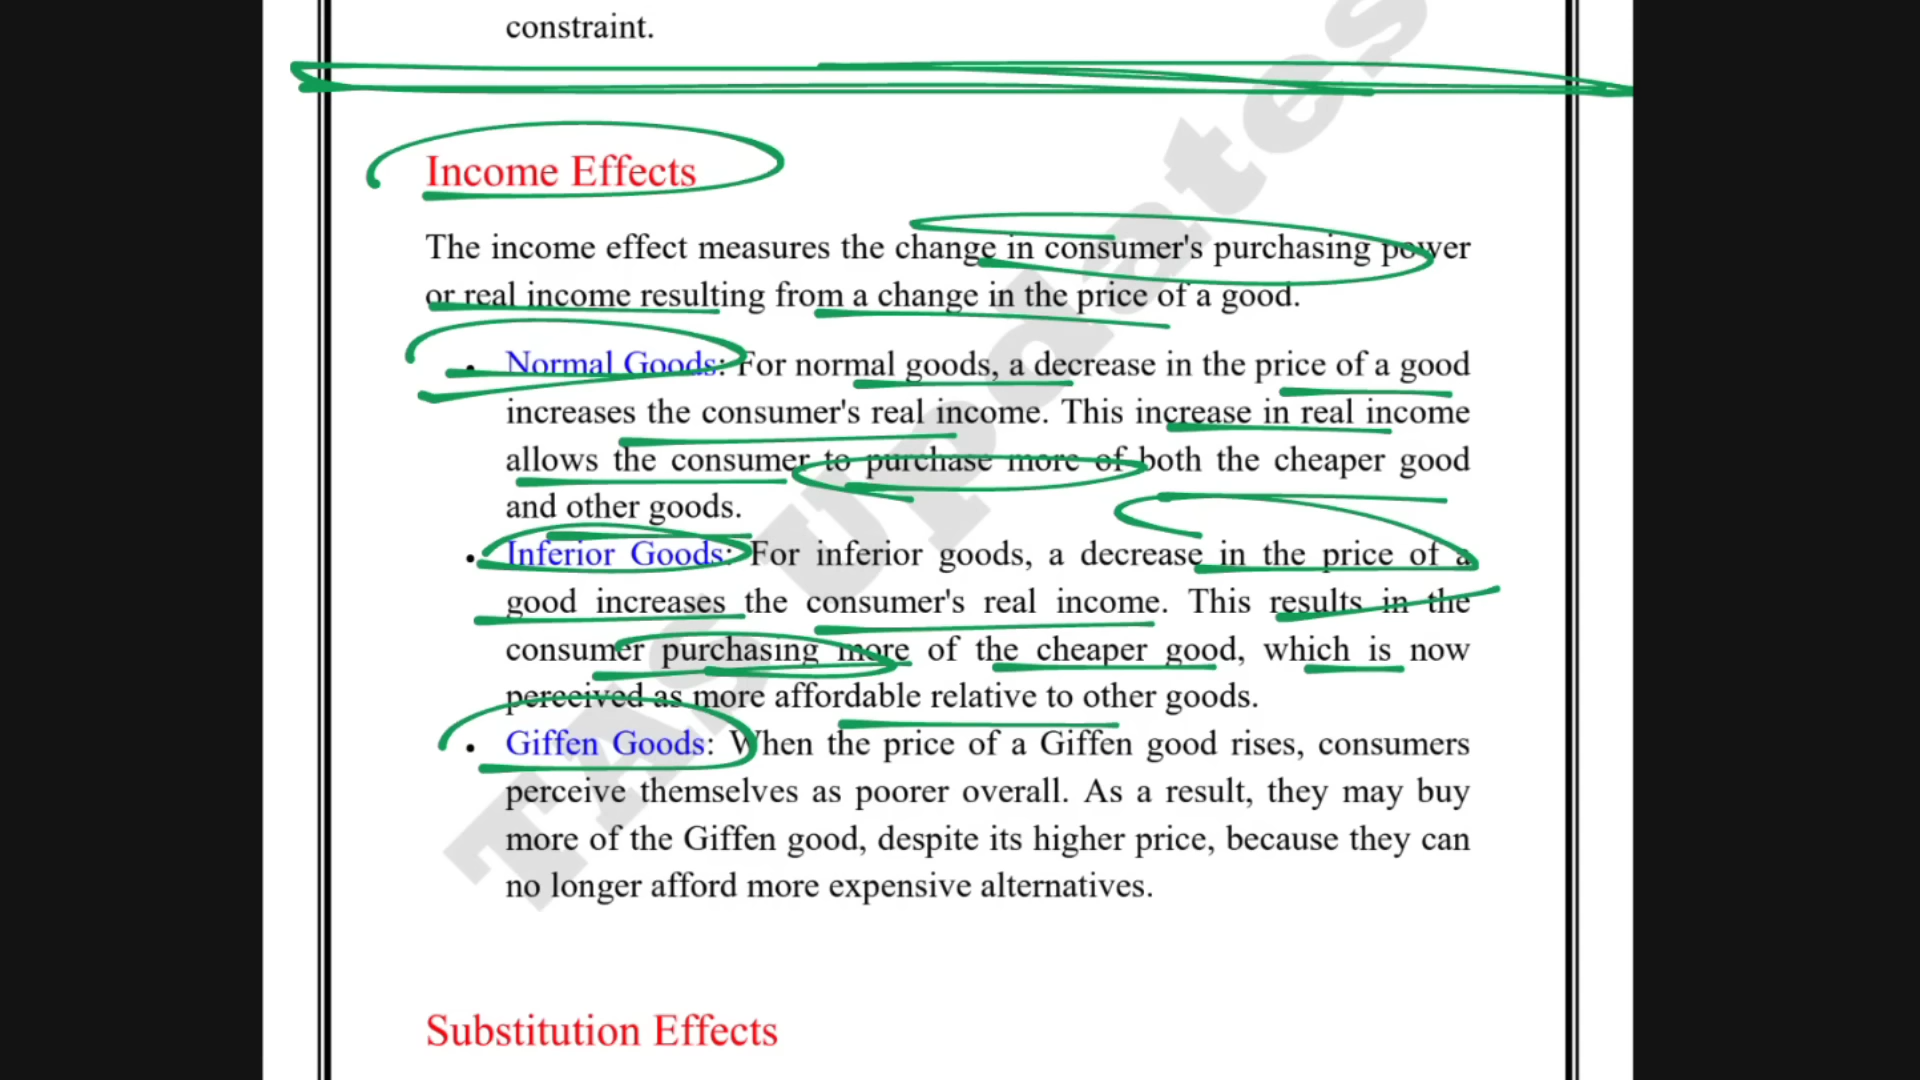 constraint.
Income Effects
The income effect measures the change in consumer's purchasing power
or real income resulting from a change in the price of a good.
• Normal Goods: For normal goods, a decrease in the price of a good
increases the consumer's real income. This increase in real income
allows the consumer to purchase more of both the cheaper good
and other goods.
• Inferior Goods: For inferior goods, a decrease in the price of a
good increases the consumer's real income. This results in the
consumer purchasing more of the cheaper good, which is now
perceived as more affordable relative to other goods.
• Giffen Goods: When the price of a Giffen good rises, consumers
perceive themselves as poorer overall. As a result, they may buy
more of the Giffen good, despite its higher price, because they can
no longer afford more expensive alternatives.
Substitution Effects
TAS Updates